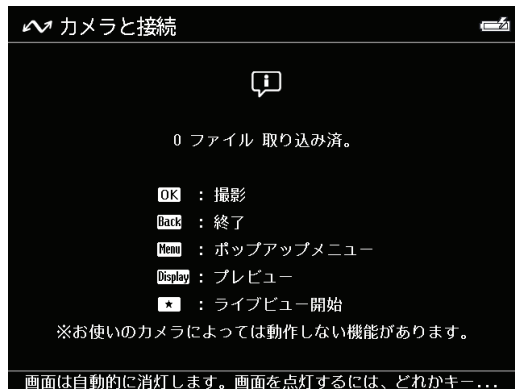 カメラと接続
0 ファイル 取り込み済。
OK : 撮影
Back : 終了
Menu : ポップアップメニュー
Display : プレビュー
★ : ライブビュー開始
※お使いのカメラによっては動作しない機能があります。
画面は自動的に消灯します。画面を点灯するには、どれかキー...